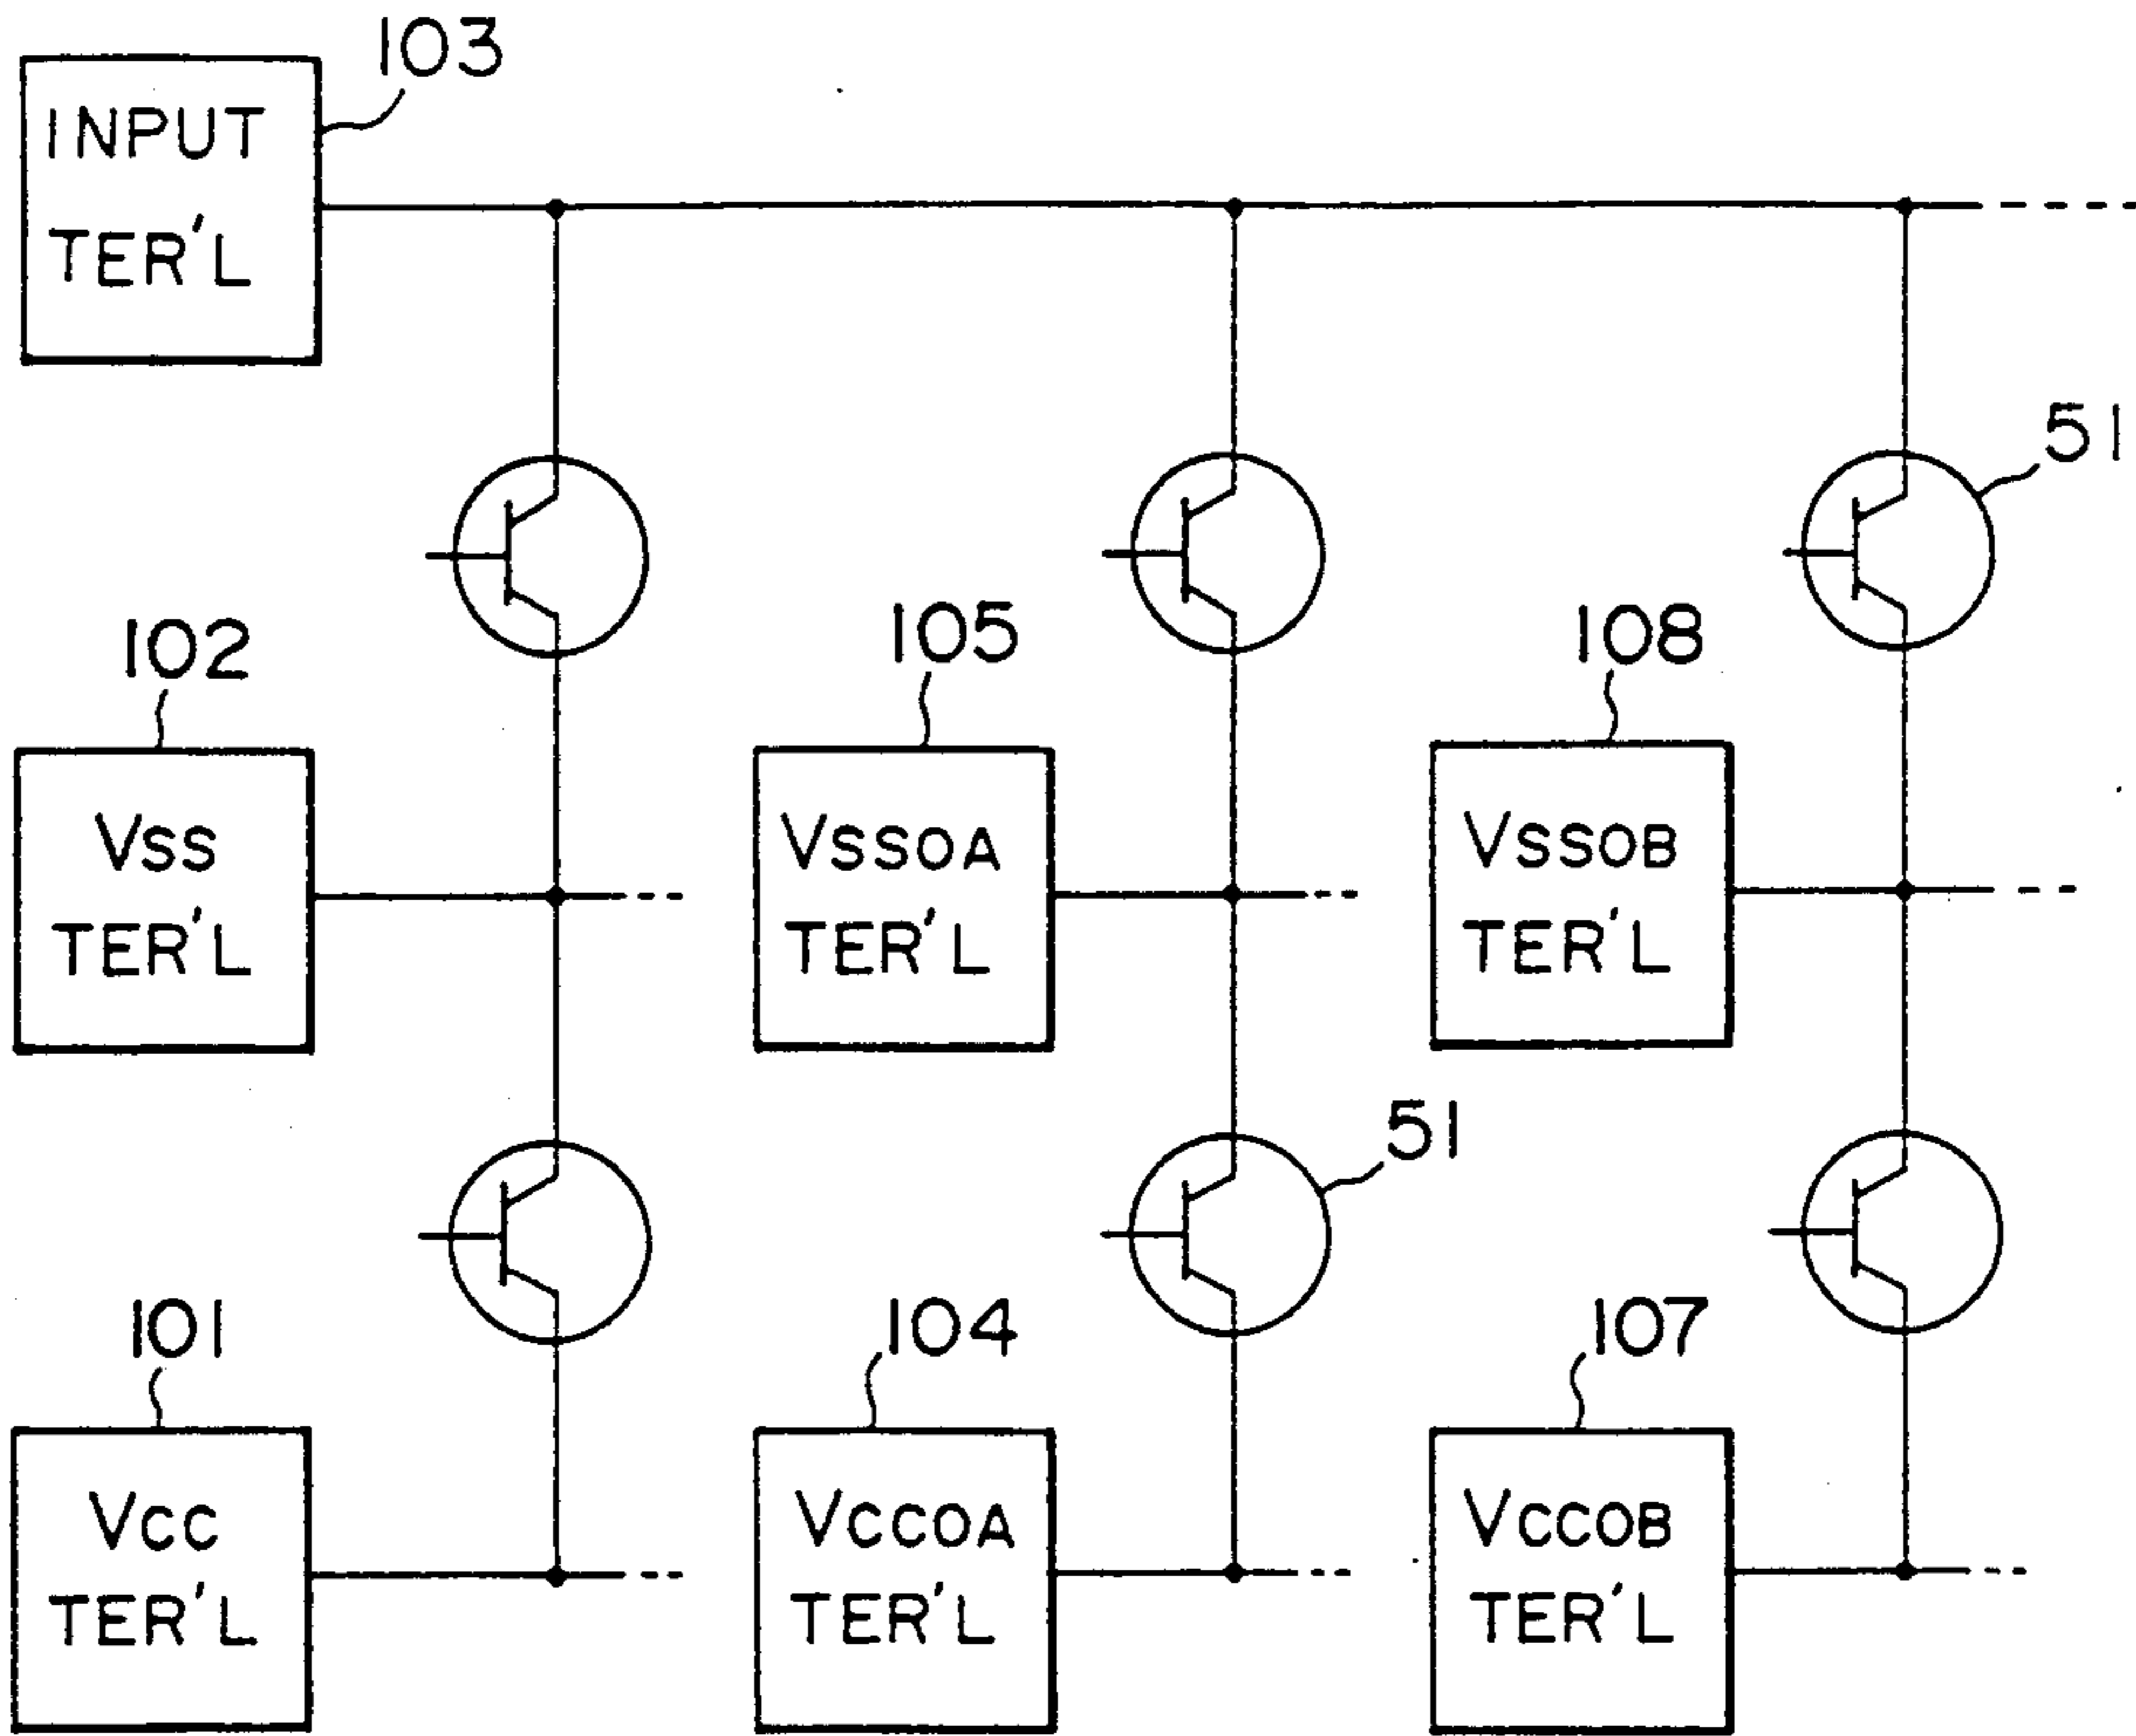 103
INPUT
TER'L
51
102
105
108
VSS
TER'L
VSSOA
TER'L
VSSOB
TER'L
51
101
104
107
VCC
TER'L
VCCOA
TER'L
VCCOB
TER'L